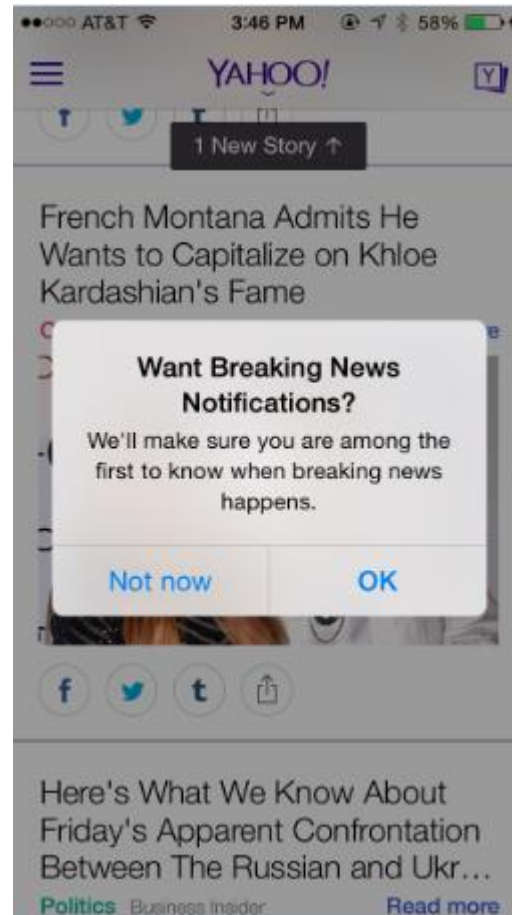 AT&T 3:46 PM 58%
YAHOO!
Y
f t
1 New Story ↑
French Montana Admits He
Wants to Capitalize on Khloe
Kardashian's Fame
Want Breaking News
Notifications?
We'll make sure you are among the
first to know when breaking news
happens.
Not now OK
f t
Here's What We Know About
Friday's Apparent Confrontation
Between The Russian and Ukr...
Politics Business Insider Read more